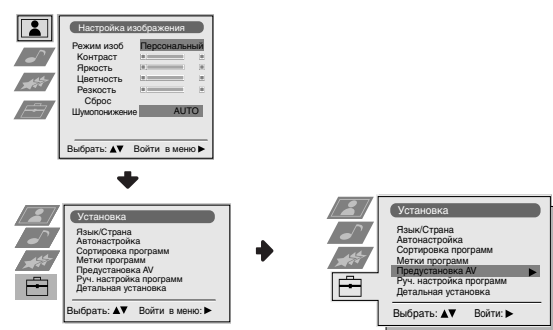 Настройка изображения
Режим изоб Персональный
Контраст
Яркость
Цветность
Резкость
Сброс
Шумопонижение AUTO
Выбрать: ▲▼ Войти в меню ▶
Установка
Язык/Страна
Автонастройка
Сортировка программ
Метки программ
Предустановка AV
Руч. настройка программ
Детальная установка
Выбрать: ▲▼ Войти в меню: ▶
Установка
Язык/Страна
Автонастройка
Сортировка программ
Метки программ
Предустановка AV ▶
Руч. настройка программ
Детальная установка
Выбрать: ▲▼ Войти: ▶